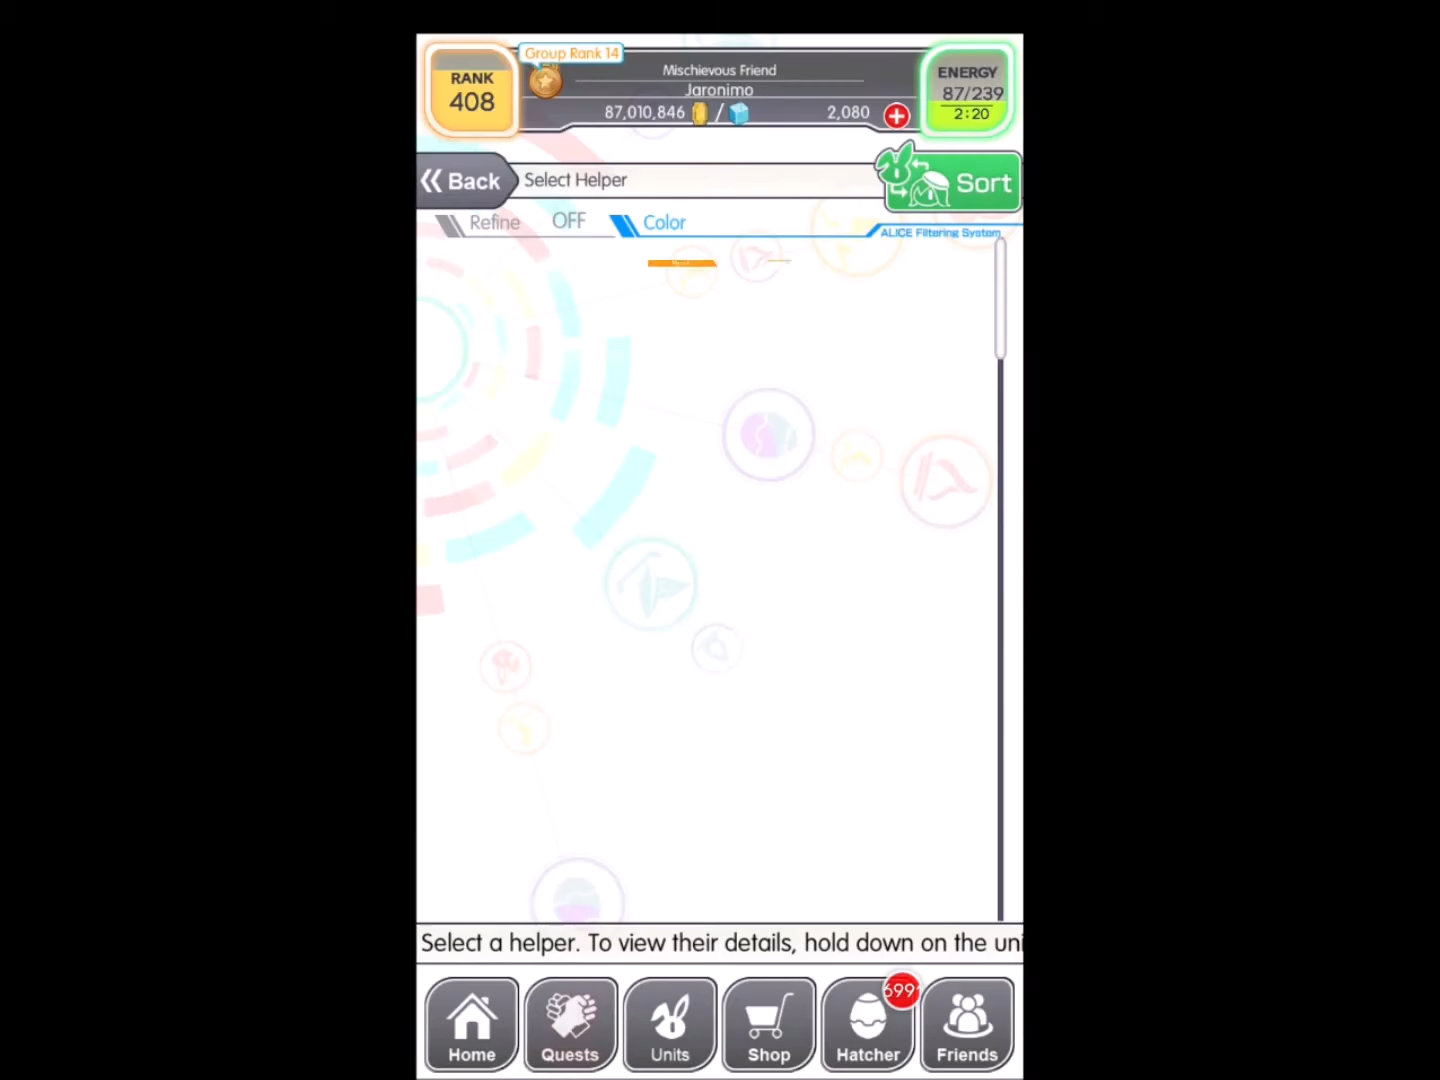 Group Rank 14
RANK
408
Mischievous Friend
Jaronimo
87,010,846 / 2,080
ENERGY
87/239
2:20
Back
Select Helper
Sort
Refine OFF Color
ALICE Filtering System
Select a helper. To view their details, hold down on the uni
699
Home Quests Units Shop Hatcher Friends